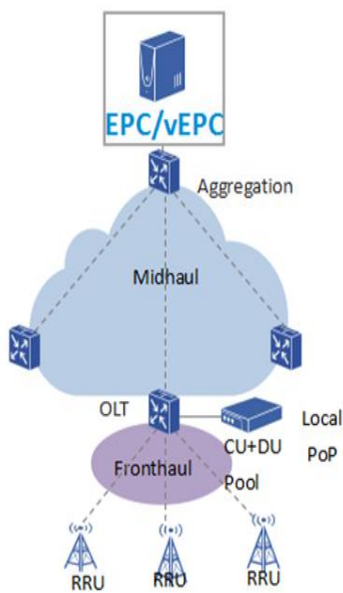 EPC/vEPC
Aggregation
Midhaul
OLT
Local
CU+DU
PoP
Fronthaul
Pool
RRU
RRU
RRU